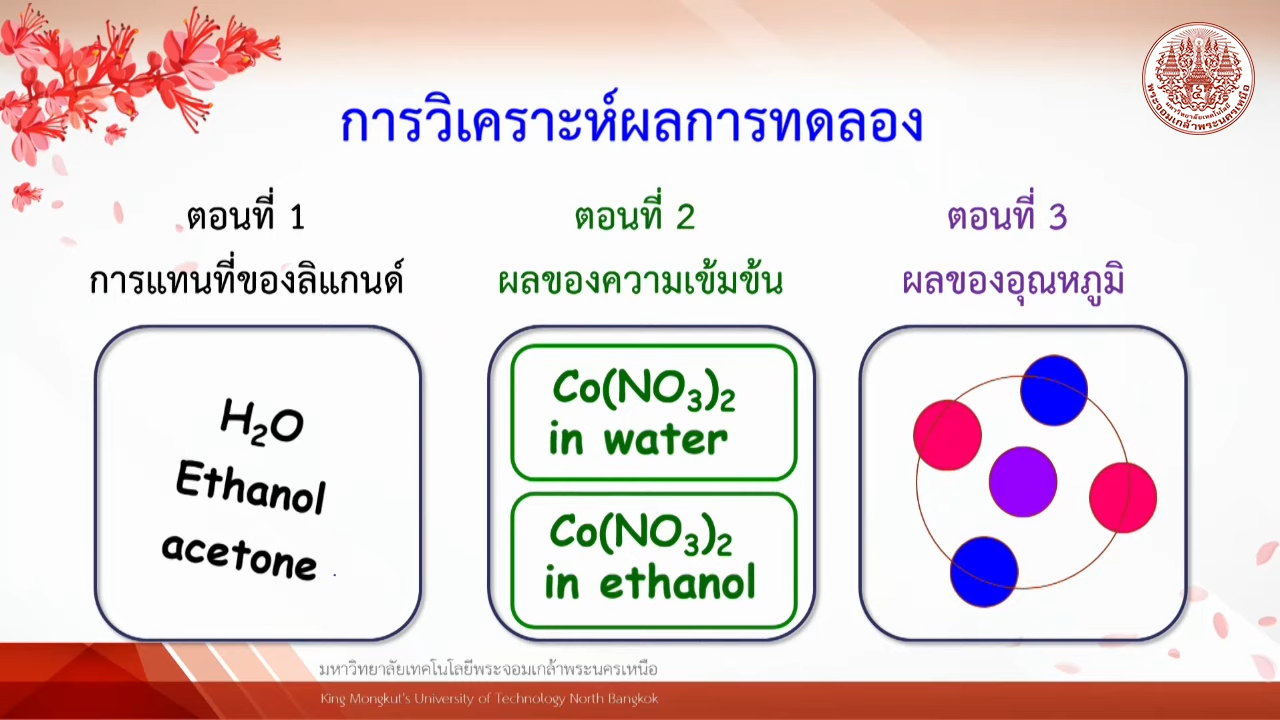 การวิเคราะห์ผลการทดลอง
ตอนที่ 1
การแทนที่ของลิแกนด์
H₂O
Ethanol
acetone
ตอนที่ 2
ผลของความเข้มข้น
Co(NO₃)₂
in water
Co(NO₃)₂
in ethanol
ตอนที่ 3
ผลของอุณหภูมิ
มหาวิทยาลัยเทคโนโลยีพระจอมเกล้าพระนครเหนือ
King Mongkut's University of Technology North Bangkok